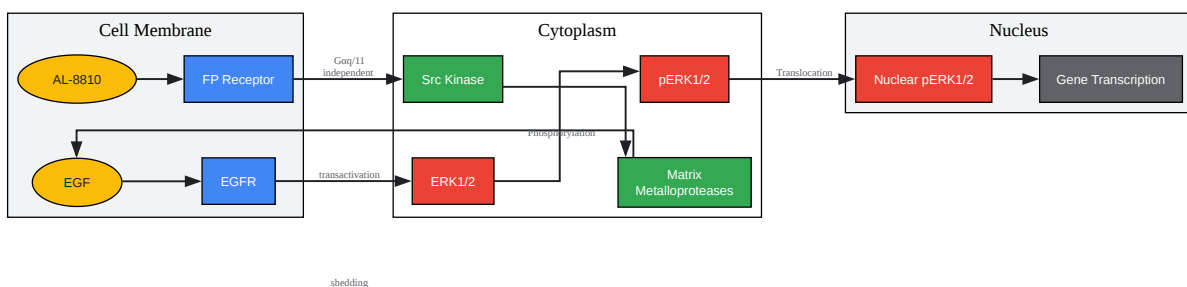 Cell Membrane
Cytoplasm
Nucleus
AL-8810
FP Receptor
Gαq/11
independent
Src Kinase
pERK1/2
Translocation
Nuclear pERK1/2
Gene Transcription
Phosphorylation
EGF
EGFR
transactivation
ERK1/2
Matrix
Metalloproteases
shedding